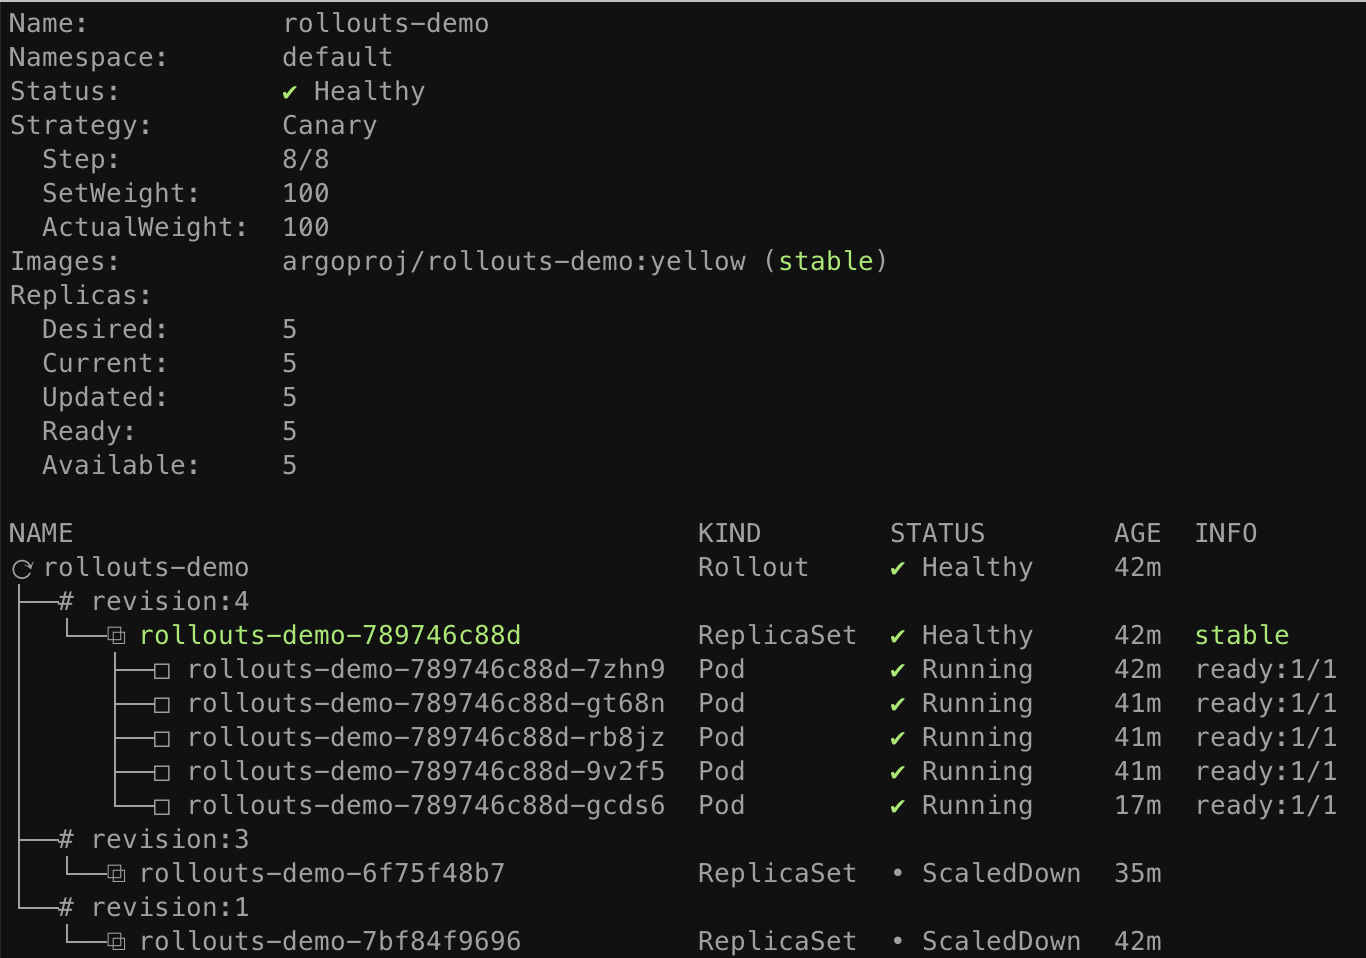 Name:            rollouts-demo
Namespace:       default
Status:          ✔ Healthy
Strategy:        Canary
  Step:          8/8
  SetWeight:     100
  ActualWeight:  100
Images:          argoproj/rollouts-demo:yellow (stable)
Replicas:
  Desired:       5
  Current:       5
  Updated:       5
  Ready:         5
  Available:     5

NAME                                       KIND        STATUS        AGE  INFO
⟳ rollouts-demo                            Rollout     ✔ Healthy     42m
├──# revision:4
│  └──⧉ rollouts-demo-789746c88d           ReplicaSet  ✔ Healthy     42m  stable
│     ├──□ rollouts-demo-789746c88d-7zhn9  Pod         ✔ Running     42m  ready:1/1
│     ├──□ rollouts-demo-789746c88d-gt68n  Pod         ✔ Running     41m  ready:1/1
│     ├──□ rollouts-demo-789746c88d-rb8jz  Pod         ✔ Running     41m  ready:1/1
│     ├──□ rollouts-demo-789746c88d-9v2f5  Pod         ✔ Running     41m  ready:1/1
│     └──□ rollouts-demo-789746c88d-gcds6  Pod         ✔ Running     17m  ready:1/1
├──# revision:3
│  └──⧉ rollouts-demo-6f75f48b7            ReplicaSet  • ScaledDown  35m
└──# revision:1
   └──⧉ rollouts-demo-7bf84f9696           ReplicaSet  • ScaledDown  42m